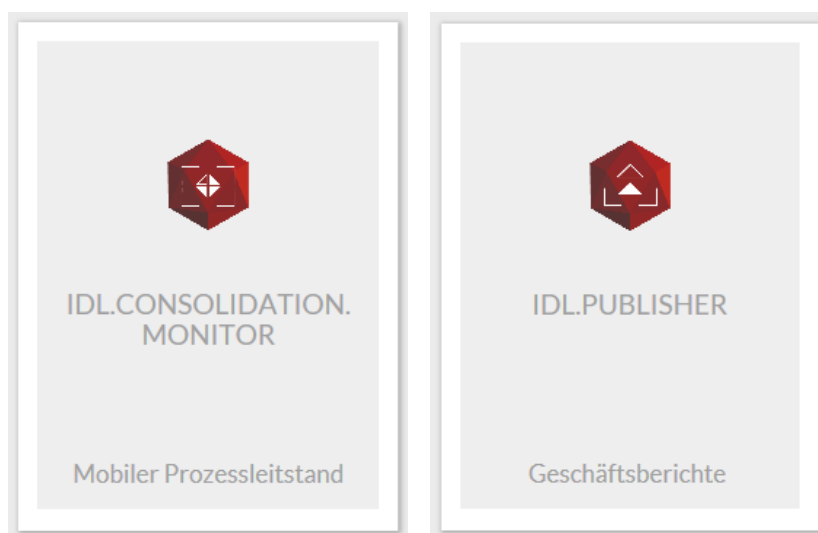 IDL.CONSOLIDATION.
MONITOR
Mobiler Prozessleitstand
IDL.PUBLISHER
Geschäftsberichte